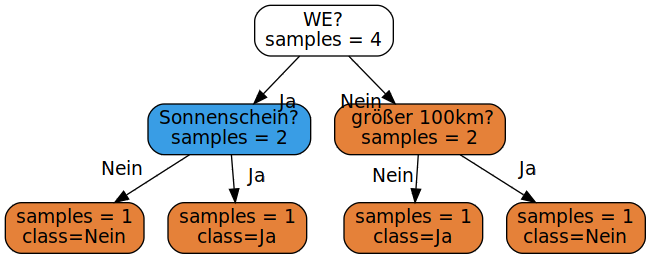 WE?
samples = 4
Ja
Nein
Sonnenschein?
samples = 2
größer 100km?
samples = 2
Nein
Ja
Nein
Ja
samples = 1
class=Nein
samples = 1
class=Ja
samples = 1
class=Ja
samples = 1
class=Nein